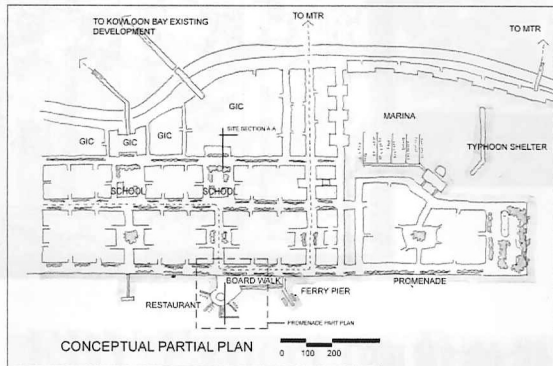 TO KOWLOON BAY EXISTING
DEVELOPMENT
TO MTR
TO MTR
GIC
MARINA
SITE SECTION A A
GIC
GIC
GIC
TYPHOON SHELTER
SCHOOL
SCHOOL
BOARD WALK
PROMENADE
RESTAURANT
FERRY PIER
PROMENADE PART PLAN
CONCEPTUAL PARTIAL PLAN
0 100 200